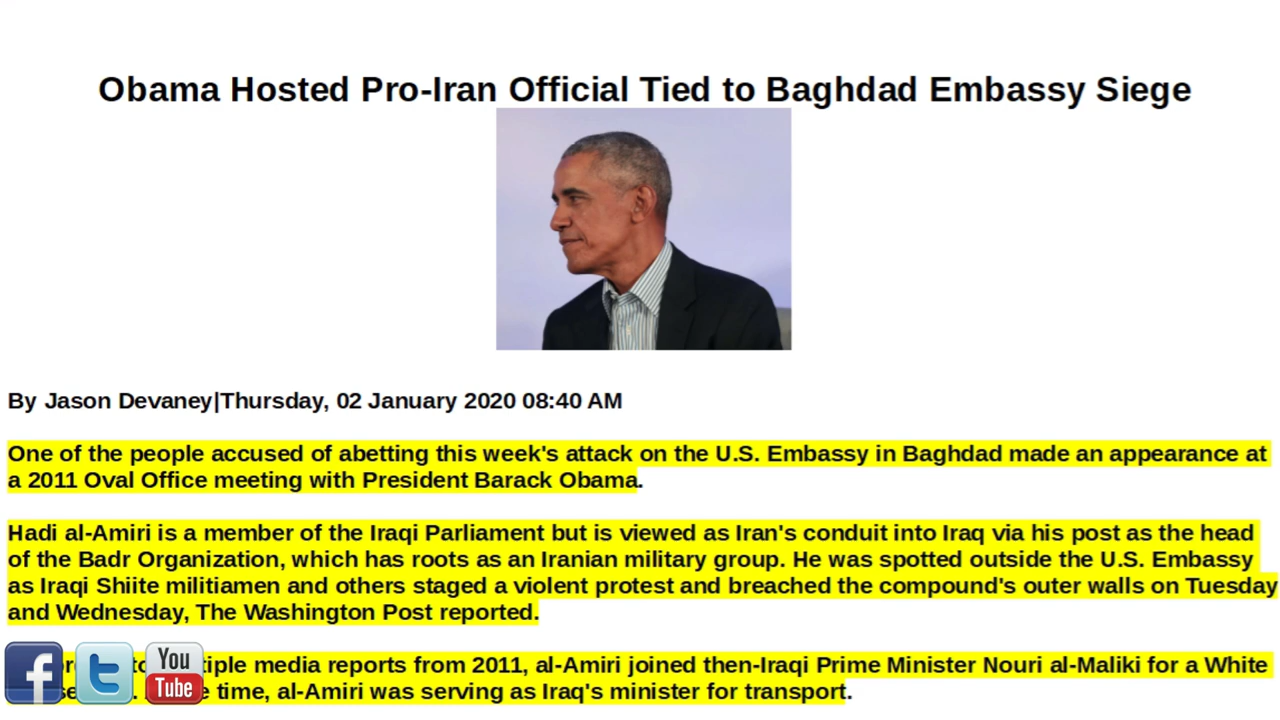 Obama Hosted Pro-Iran Official Tied to Baghdad Embassy Siege
By Jason Devaney|Thursday, 02 January 2020 08:40 AM
One of the people accused of abetting this week's attack on the U.S. Embassy in Baghdad made an appearance at
a 2011 Oval Office meeting with President Barack Obama.
Hadi al-Amiri is a member of the Iraqi Parliament but is viewed as Iran's conduit into Iraq via his post as the head
of the Badr Organization, which has roots as an Iranian military group. He was spotted outside the U.S. Embassy
as Iraqi Shiite militiamen and others staged a violent protest and breached the compound's outer walls on Tuesday
and Wednesday, The Washington Post reported.
media reports from 2011, al-Amiri joined then-Iraqi Prime Minister Nouri al-Maliki for a White
time, al-Amiri was serving as Iraq's minister for transport.
f t You
Tube